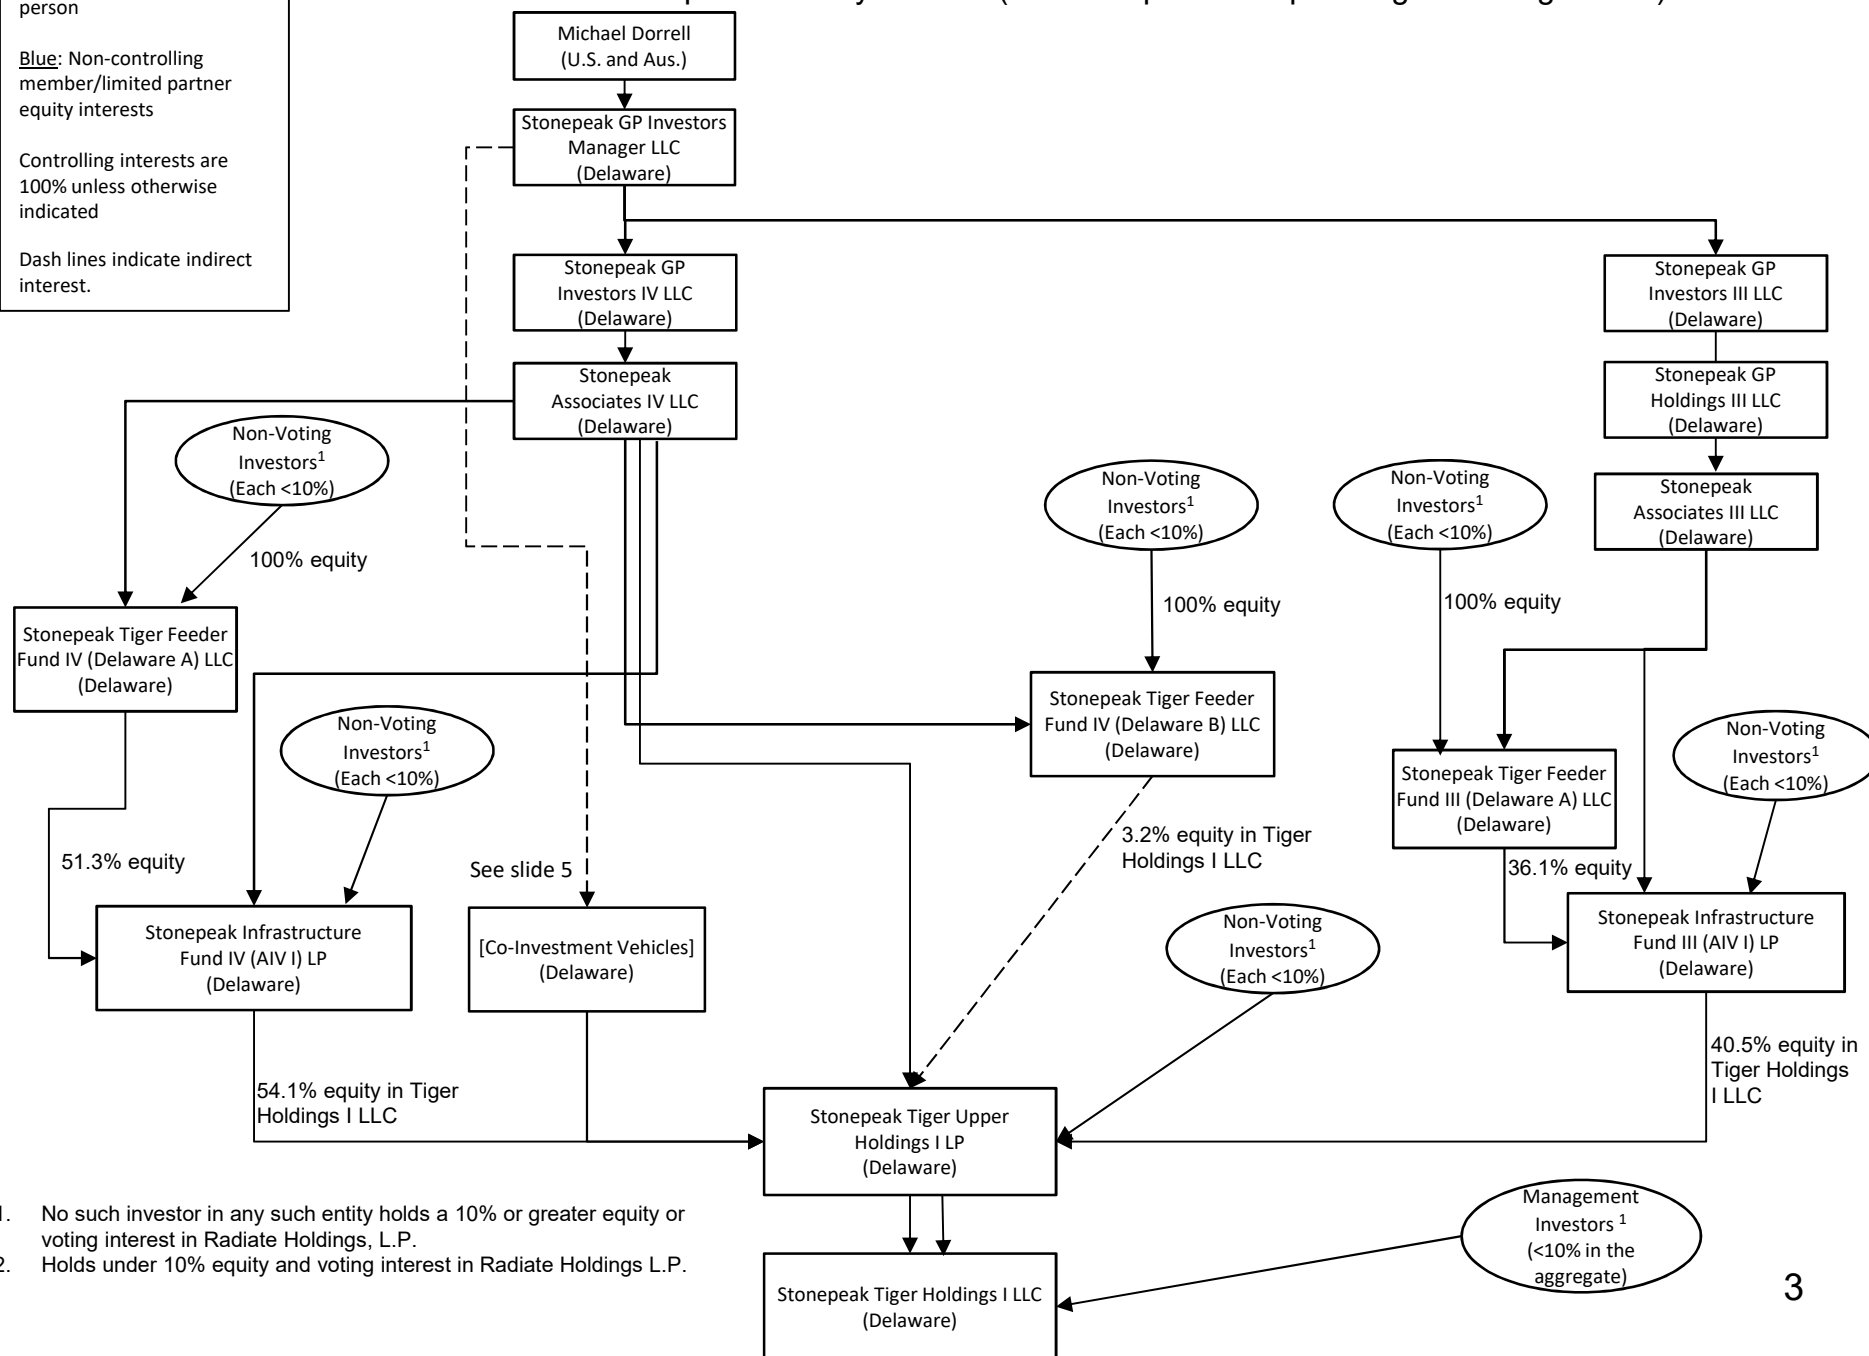 person
Blue: Non-controlling
member/limited partner
equity interests
Controlling interests are
100% unless otherwise
indicated
Dash lines indicate indirect
interest.
Michael Dorrell
(U.S. and Aus.)
Stonepeak GP Investors
Manager LLC
(Delaware)
Stonepeak GP
Investors IV LLC
(Delaware)
Stonepeak GP
Investors III LLC
(Delaware)
Stonepeak
Associates IV LLC
(Delaware)
Stonepeak GP
Holdings III LLC
(Delaware)
Non-Voting
Investors1
(Each <10%)
100% equity
Non-Voting
Investors1
(Each <10%)
100% equity
Non-Voting
Investors1
(Each <10%)
100% equity
Stonepeak
Associates III LLC
(Delaware)
Stonepeak Tiger Feeder
Fund IV (Delaware A) LLC
(Delaware)
Stonepeak Tiger Feeder
Fund IV (Delaware B) LLC
(Delaware)
Non-Voting
Investors1
(Each <10%)
Stonepeak Tiger Feeder
Fund III (Delaware A) LLC
(Delaware)
Non-Voting
Investors1
(Each <10%)
51.3% equity
See slide 5
3.2% equity in Tiger
Holdings I LLC
36.1% equity
Stonepeak Infrastructure
Fund IV (AIV I) LP
(Delaware)
[Co-Investment Vehicles]
(Delaware)
Non-Voting
Investors1
(Each <10%)
Stonepeak Infrastructure
Fund III (AIV I) LP
(Delaware)
54.1% equity in Tiger
Holdings I LLC
40.5% equity in
Tiger Holdings
I LLC
Stonepeak Tiger Upper
Holdings I LP
(Delaware)
Management
Investors 1
(<10% in the
aggregate)
Stonepeak Tiger Holdings I LLC
(Delaware)
1. No such investor in any such entity holds a 10% or greater equity or
voting interest in Radiate Holdings, L.P.
2. Holds under 10% equity and voting interest in Radiate Holdings L.P.
3